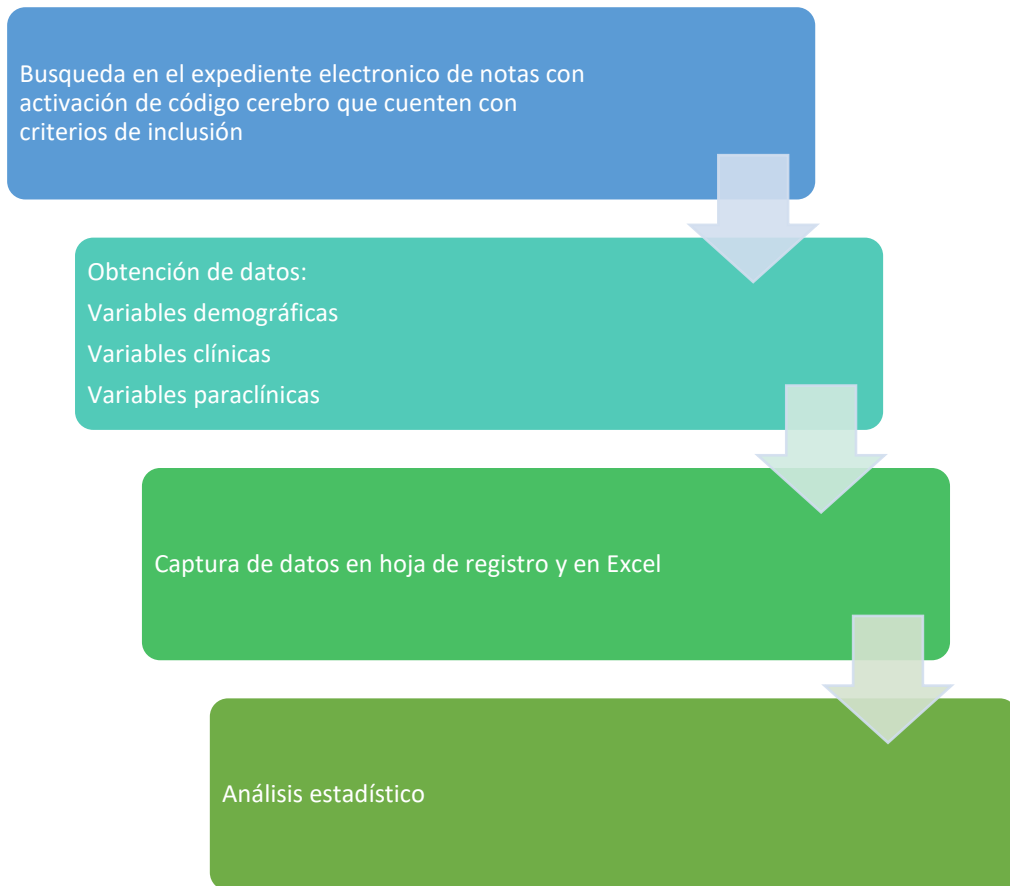 Busqueda en el expediente electronico de notas con
activación de código cerebro que cuenten con
criterios de inclusión
Obtención de datos:
Variables demográficas
Variables clínicas
Variables paraclínicas
Captura de datos en hoja de registro y en Excel
Análisis estadístico